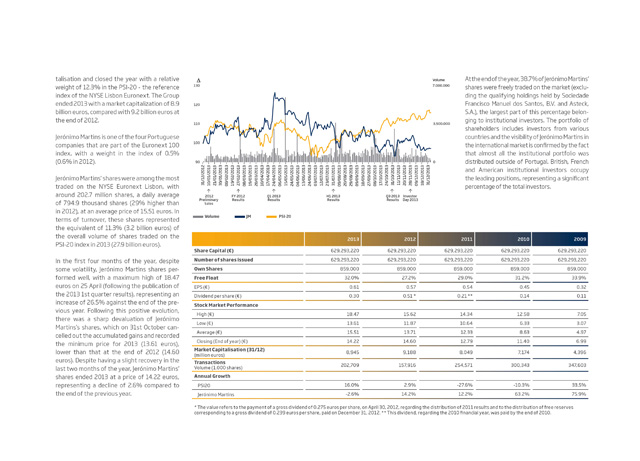 talisation and closed the year with a relative
weight of 12.3% in the PSI-20 - the reference
index of the NYSE Lisbon Euronext. The Group
ended 2013 with a market capitalization of 8.9
billion euros, compared with 9.2 billion euros at
the end of 2012.
Jerónimo Martins is one of four Portuguese
companies that are part of the Euronext 100
index, with a weight in the index of 0.5%
(0.6% in 2012).
Jerónimo Martins' shares were among the most
traded on the NYSE Euronext Lisbon, with
around 202.7 million shares, a daily average
of 794.9 thousand shares (29% higher than
in 2012), at an average price of 15.51 euros. In
terms of turnover, these shares represented
the equivalent of 11.3% (3.2 billion euros) of
the overall volume of shares traded on the
PSI-20 index in 2013 (27.9 billion euros).
In the first four months of the year, despite
some volatility, Jerónimo Martins shares per-
formed well, with a maximum high of 18.47
euros on 25 April (following the publication of
the 2013 1st quarter results), representing an
increase of 26.5% against the end of the pre-
vious year. Following this positive evolution,
there was a sharp devaluation of Jerónimo
Martins's shares, which on 31st October can-
celled out the accumulated gains and recorded
the minimum price for 2013 (13.61 euros),
lower than that at the end of 2012 (14.60
euros). Despite having a slight recovery in the
last two months of the year, Jerónimo Martins'
shares ended 2013 at a price of 14.22 euros,
representing a decline of 2.6% compared to
the end of the previous year.
Volume
7,000,000
130
120
110
100
90
0
2012
Preliminary
Sales
FY 2012
Results
Q1 2013
Results
H1 2013
Results
Q3 2013
Results
Investor
Day 2013
Volume JM PSI-20
At the end of the year, 38.7% of Jerónimo Martins'
shares were freely traded on the market (exclu-
ding the qualifying holdings held by Sociedade
Francisco Manuel dos Santos, B.V. and Asteck,
S.A.), the largest part of this percentage belon-
ging to institutional investors. The portfolio of
shareholders includes investors from various
countries and the visibility of Jerónimo Martins in
the international market is confirmed by the fact
that almost all the institutional portfolio was
distributed outside of Portugal. British, French
and American institutional investors occupy
the leading positions, representing a significant
percentage of the total investors.
2013 2012 2011 2010 2009
Share Capital (€) 629,293,220 629,293,220 629,293,220 629,293,220 629,293,220
Number of shares issued 629,293,220 629,293,220 629,293,220 629,293,220 629,293,220
Own Shares 859,000 859,000 859,000 859,000 859,000
Free Float 32.0% 27.2% 29.0% 31.2% 33.9%
EPS (€) 0.61 0.57 0.54 0.45 0.32
Dividend per share (€) 0.30 0.51 * 0.21 ** 0.14 0.11
Stock Market Performance
High (€) 18.47 15.62 14.34 12.58 7.05
Low (€) 13.61 11.87 10.64 6.33 3.07
Average (€) 15.51 13.71 12.39 8.69 4.97
Closing (End of year) (€) 14.22 14.60 12.79 11.40 6.99
Market Capitalisation (31/12)
(million euros) 8,945 9,188 8,049 7,174 4,395
Transactions
Volume (1,000 shares) 202,709 157,916 254,571 300,343 347,603
Annual Growth
PSI20 16.0% 2.9% -27.6% -10.3% 33.5%
Jerónimo Martins -2.6% 14.2% 12.2% 63.2% 75.9%
* The value refers to the payment of a gross dividend of 0.275 euros per share, on April 30, 2012, regarding the distribution of 2011 results and to the distribution of free reserves
corresponding to a gross dividend of 0.239 euros per share, paid on December 31, 2012. ** This dividend, regarding the 2010 financial year, was paid by the end of 2010.